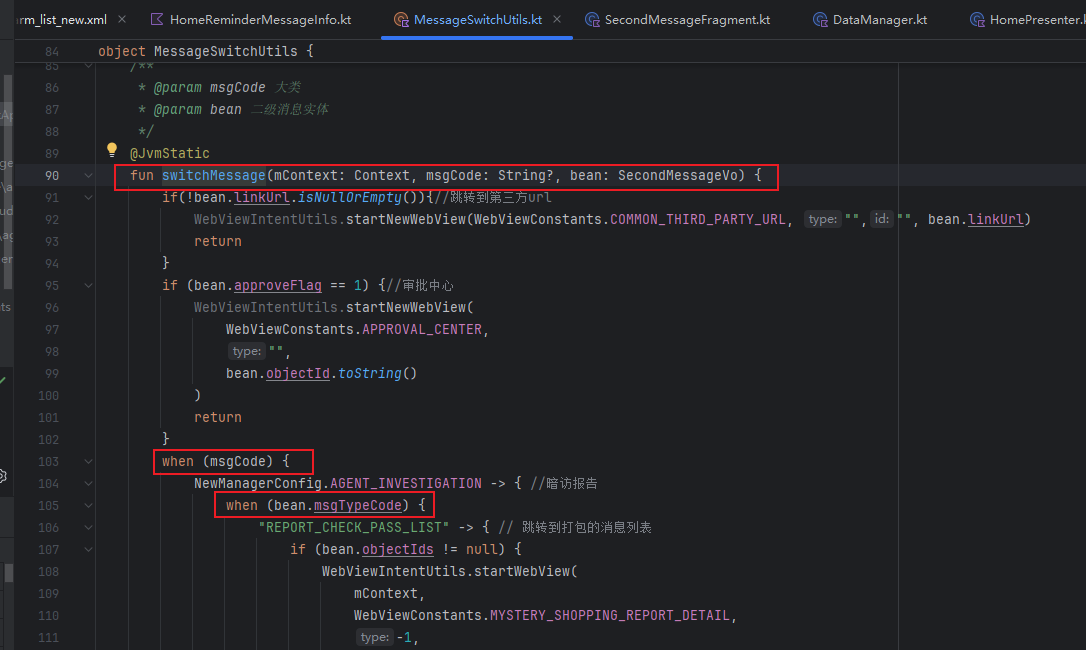 rm_list_new.xml
HomeReminderMessageInfo.kt
MessageSwitchUtils.kt
SecondMessageFragment.kt
DataManager.kt
HomePresenter.k
84 object MessageSwitchUtils {
85 /**
86 * @param msgCode 大类
87 * @param bean 二级消息实体
88 */
89 @JvmStatic
90 fun switchMessage(mContext: Context, msgCode: String?, bean: SecondMessageVo) {
91 if(!bean.linkUrl.isNullOrEmpty()){//跳转到第三方url
92 WebViewIntentUtils.startNewWebView(WebViewConstants.COMMON_THIRD_PARTY_URL, type: "", id: "", bean.linkUrl)
93 return
94 }
95 if (bean.approveFlag == 1) {//审批中心
96 WebViewIntentUtils.startNewWebView(
97 WebViewConstants.APPROVAL_CENTER,
98 type: "",
99 bean.objectId.toString()
100 )
101 return
102 }
103 when (msgCode) {
104 NewManagerConfig.AGENT_INVESTIGATION -> { //暗访报告
105 when (bean.msgTypeCode) {
106 "REPORT_CHECK_PASS_LIST" -> { // 跳转到打包的消息列表
107 if (bean.objectIds != null) {
108 WebViewIntentUtils.startWebView(
109 mContext,
110 WebViewConstants.MYSTERY_SHOPPING_REPORT_DETAIL,
111 type: -1,